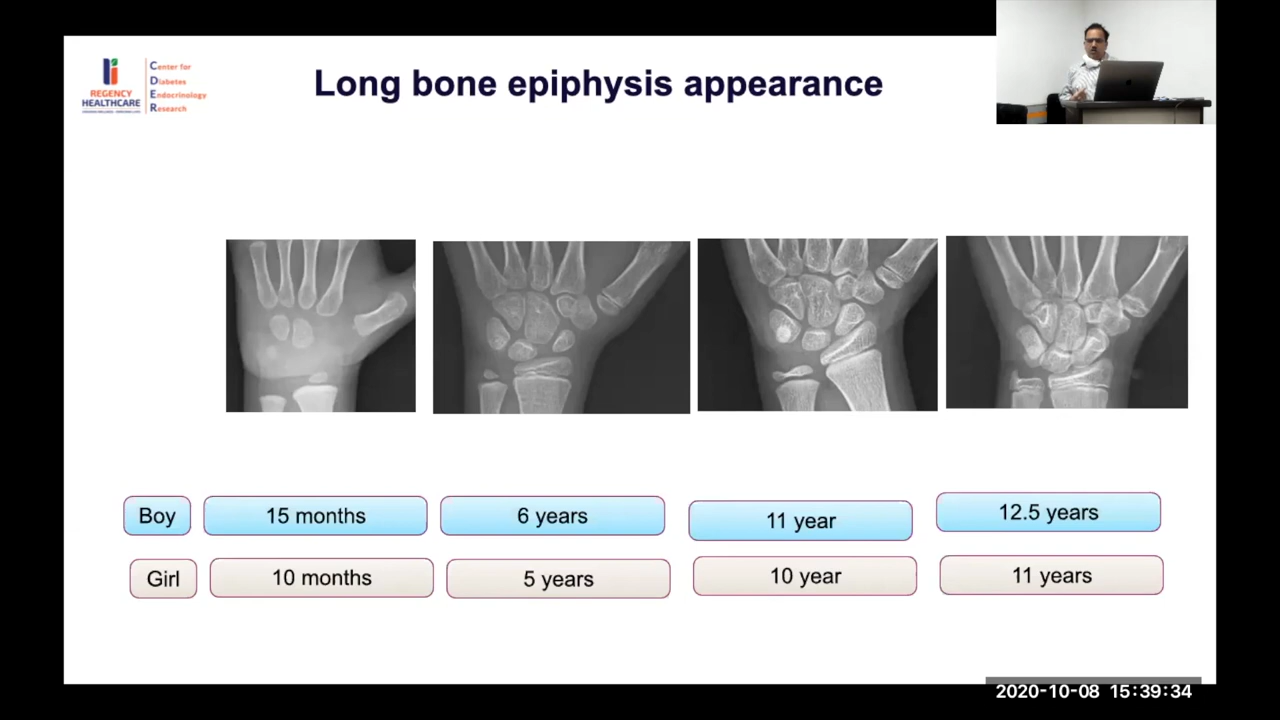 Long bone epiphysis appearance
REGENCY
HEALTHCARE
Center for
Diabetes
Endocrinology
Research
Boy
15 months
6 years
11 year
12.5 years
Girl
10 months
5 years
10 year
11 years
2020-10-08 15:39:34